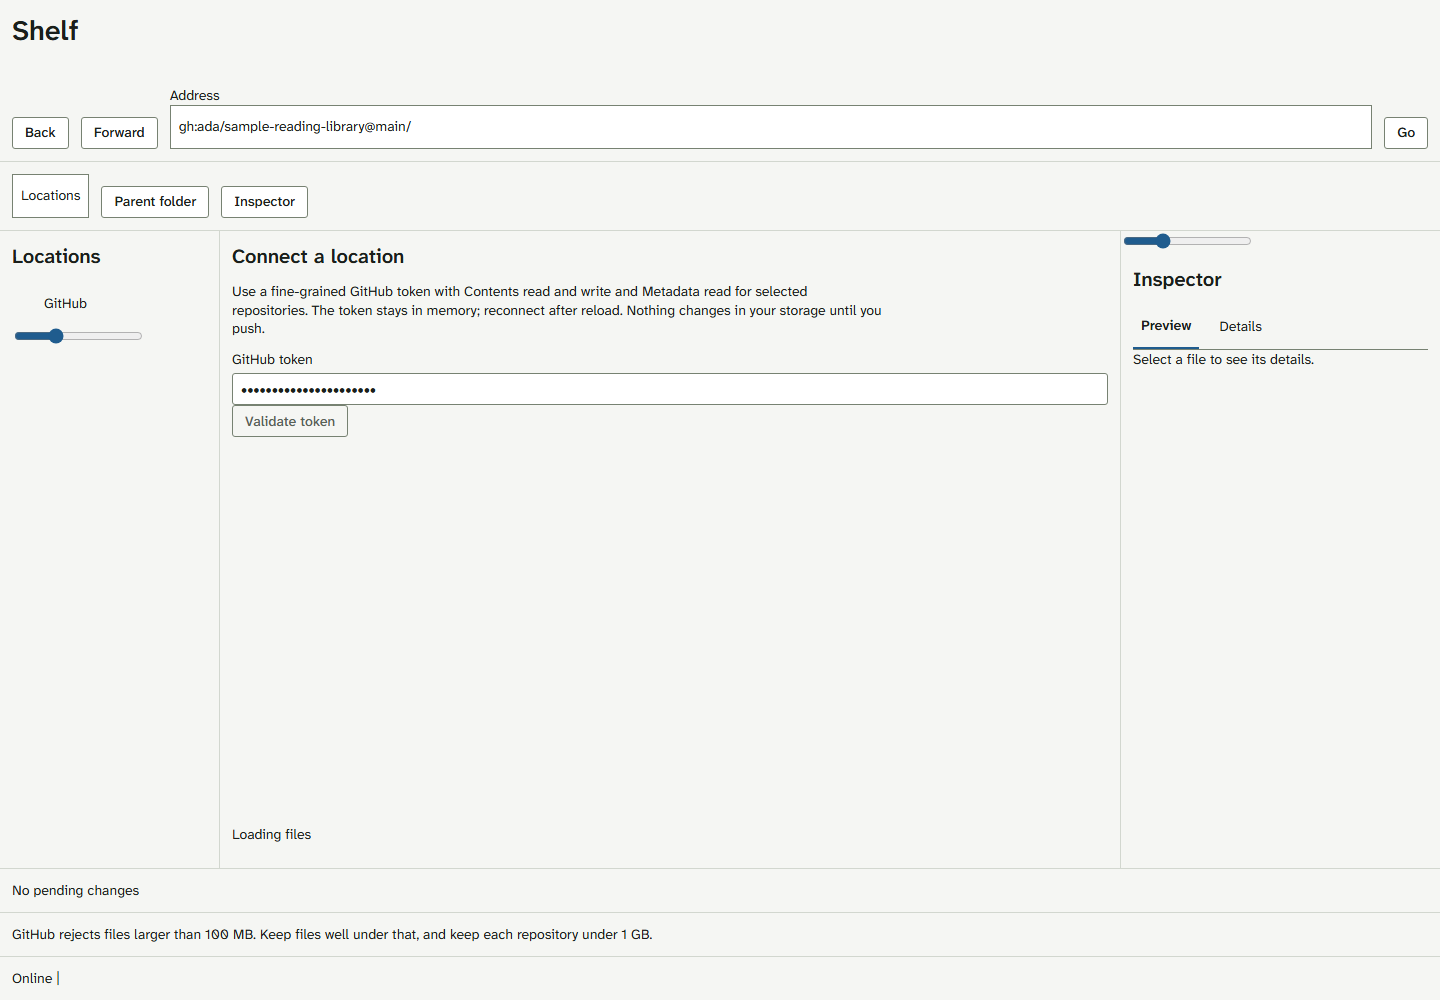 Shelf
Address
Back
Forward
gh:ada/sample-reading-library@main/
Go
Locations
Parent folder
Inspector
Locations
GitHub
Connect a location
Use a fine-grained GitHub token with Contents read and write and Metadata read for selected
repositories. The token stays in memory; reconnect after reload. Nothing changes in your storage until you
push.
GitHub token
••••••••••••••••••••••
Validate token
Loading files
Inspector
Preview
Details
Select a file to see its details.
No pending changes
GitHub rejects files larger than 100 MB. Keep files well under that, and keep each repository under 1 GB.
Online